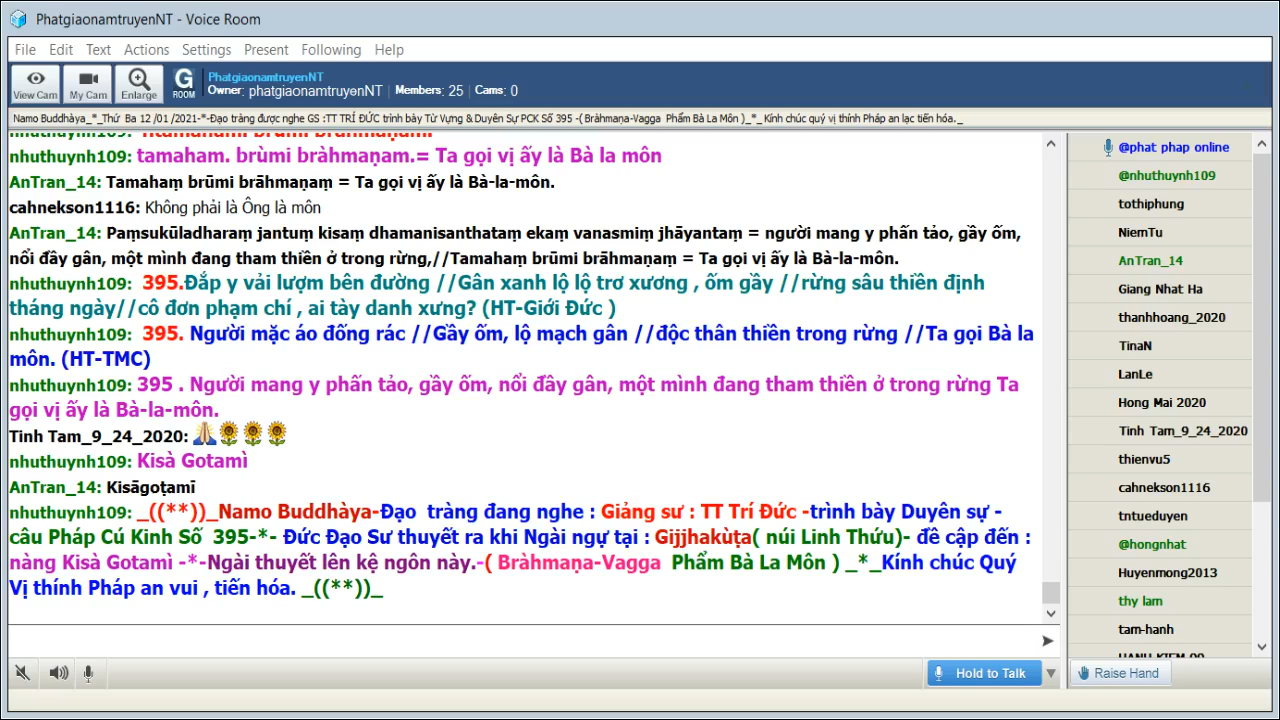 PhatgiaonamtruyenNT - Voice Room
File Edit Text Actions Settings Present Following Help
View Cam My Cam Enlarge G ROOM
PhatgiaonamtruyenNT
Owner: phatgiaonamtruyenNT Members: 25 Cams: 0
Namo Buddhàya_*_Thứ Ba 12 /01 /2021-*-Đạo tràng được nghe GS :TT TRÍ ĐỨC trình bày Từ Vựng & Duyên Sự PCK Số 395 -( Bràhmaṇa-Vagga Phẩm Bà La Môn )_*_ Kính chúc quý vị thính Pháp an lạc tiến hóa._
nhuthuynh109: tamaham. brùmi bràhmaṇam.= Ta gọi vị ấy là Bà la môn
AnTran_14: Tamahaṃ brūmi brāhmaṇaṃ = Ta gọi vị ấy là Bà-la-môn.
cahnekson1116: Không phải là Ông là môn
AnTran_14: Paṃsukūladharaṃ jantuṃ kisaṃ dhamanisanthataṃ ekaṃ vanasmiṃ jhāyantaṃ = người mang y phấn tảo, gầy ốm,
nổi đầy gân, một mình đang tham thiền ở trong rừng,//Tamahaṃ brūmi brāhmaṇaṃ = Ta gọi vị ấy là Bà-la-môn.
nhuthuynh109: 395.Đắp y vải lượm bên đường //Gân xanh lộ lộ trơ xương , ốm gầy //rừng sâu thiền định
tháng ngày//cô đơn phạm chí , ai tày danh xưng? (HT-Giới Đức )
nhuthuynh109: 395. Người mặc áo đống rác //Gầy ốm, lộ mạch gân //độc thân thiền trong rừng //Ta gọi Bà la
môn. (HT-TMC)
nhuthuynh109: 395 . Người mang y phấn tảo, gầy ốm, nổi đầy gân, một mình đang tham thiền ở trong rừng Ta
gọi vị ấy là Bà-la-môn.
Tinh Tam_9_24_2020: 🙏🌻🌻🌻
nhuthuynh109: Kisà Gotamì
AnTran_14: Kisāgoṭamī
nhuthuynh109: _((**))_Namo Buddhàya-Đạo tràng đang nghe : Giảng sư : TT Trí Đức -trình bày Duyên sự -
câu Pháp Cú Kinh Số 395-*- Đức Đạo Sư thuyết ra khi Ngài ngự tại : Gijjhakùṭa( núi Linh Thứu)- đề cập đến :
nàng Kisà Gotamì -*-Ngài thuyết lên kệ ngôn này.-( Bràhmaṇa-Vagga Phẩm Bà La Môn ) _*_Kính chúc Quý
Vị thính Pháp an vui , tiến hóa. _((**))_
@phat phap online
@nhuthuynh109
tothiphung
NiemTu
AnTran_14
Giang Nhat Ha
thanhhoang_2020
TinaN
LanLe
Hong Mai 2020
Tinh Tam_9_24_2020
thienvu5
cahnekson1116
tntueduyen
@hongnhat
Huyenmong2013
thy lam
tam-hanh
Hold to Talk
Raise Hand